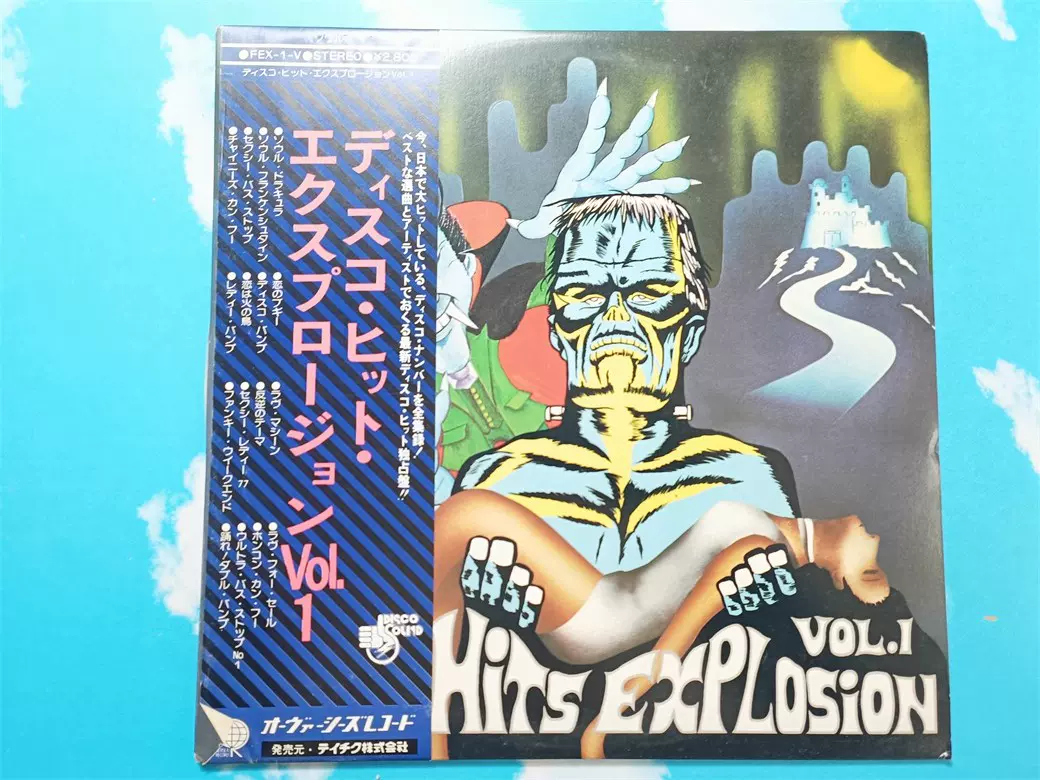 ●FEX-1-V●STEREO●¥2,80
ディスコ・ヒット・エクスプロージョンVol.1
今、日本で大ヒットしている、ディスコ・ナンバーを全集録!
ベストな選曲とアーティストでおくる最新ディスコ・ヒット独占盤!!
ディスコ・ヒット・
エクスプロージョンVol.1
●ソウル・ドラキュラ
●ソウル・フランケンシュタイン
●セクシー・バス・ストップ
●チャイニーズ・カン・フー
●恋のブギー
●ディスコ・バンプ
●恋は火の鳥
●レディー・バンプ
●ラヴ・マシーン
●反逆のテーマ
●セクシー・レディー77
●ファンキー・ウイークエンド
●ラヴ・フォー・セール
●ホンコン・カン・フー
●ウルトラ・バス・ストップNo1
●踊れ!ダブル・バンプ
DISCO
SOUND
オーヴァーシーズレコード
発売元・テイチク株式会社
VOL.1
HiTS EXPLOSiON